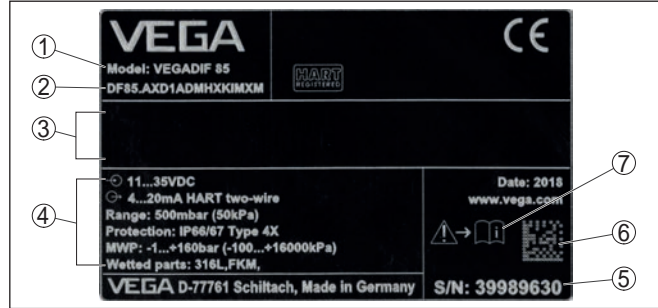 VEGA
CE
① Model: VEGADIF 85
HART
REGISTERED
② DF85.AXD1ADMHXKIMXM
③
④
11...35VDC
4...20mA HART two-wire
Range: 500mbar (50kPa)
Protection: IP66/67 Type 4X
MWP: -1...+160bar (-100...+16000kPa)
Wetted parts: 316L,FKM,
⑦
Date: 2018
www.vega.com
i
⑥
⑤
VEGA D-77761 Schiltach, Made in Germany
S/N: 39989630